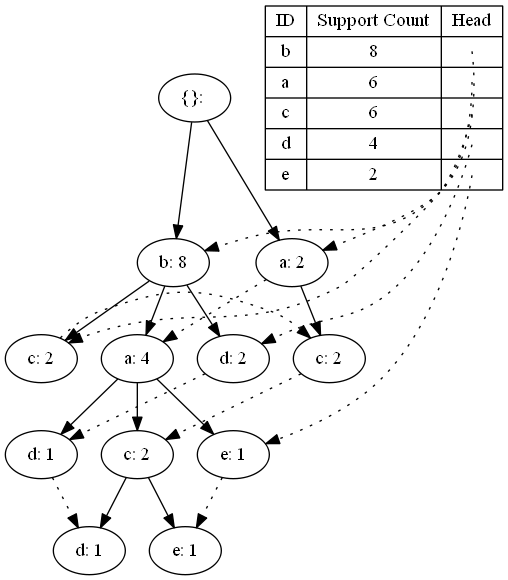 ID Support Count Head
b 8
a 6
c 6
d 4
e 2
{}:
b: 8
a: 2
c: 2
a: 4
d: 2
c: 2
d: 1
c: 2
e: 1
d: 1
e: 1